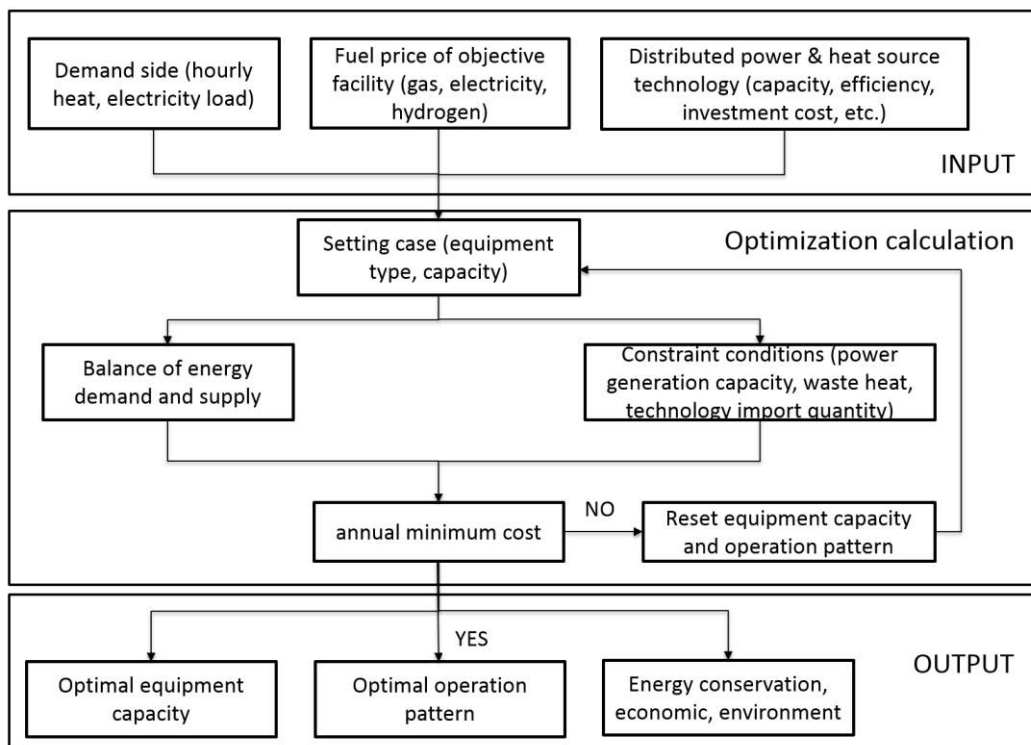 Demand side (hourly
heat, electricity load)
Fuel price of objective
facility (gas, electricity,
hydrogen)
Distributed power & heat source
technology (capacity, efficiency,
investment cost, etc.)
INPUT
Setting case (equipment
type, capacity)
Optimization calculation
Balance of energy
demand and supply
Constraint conditions (power
generation capacity, waste heat,
technology import quantity)
annual minimum cost
NO
Reset equipment capacity
and operation pattern
YES
Optimal equipment
capacity
Optimal operation
pattern
Energy conservation,
economic, environment
OUTPUT